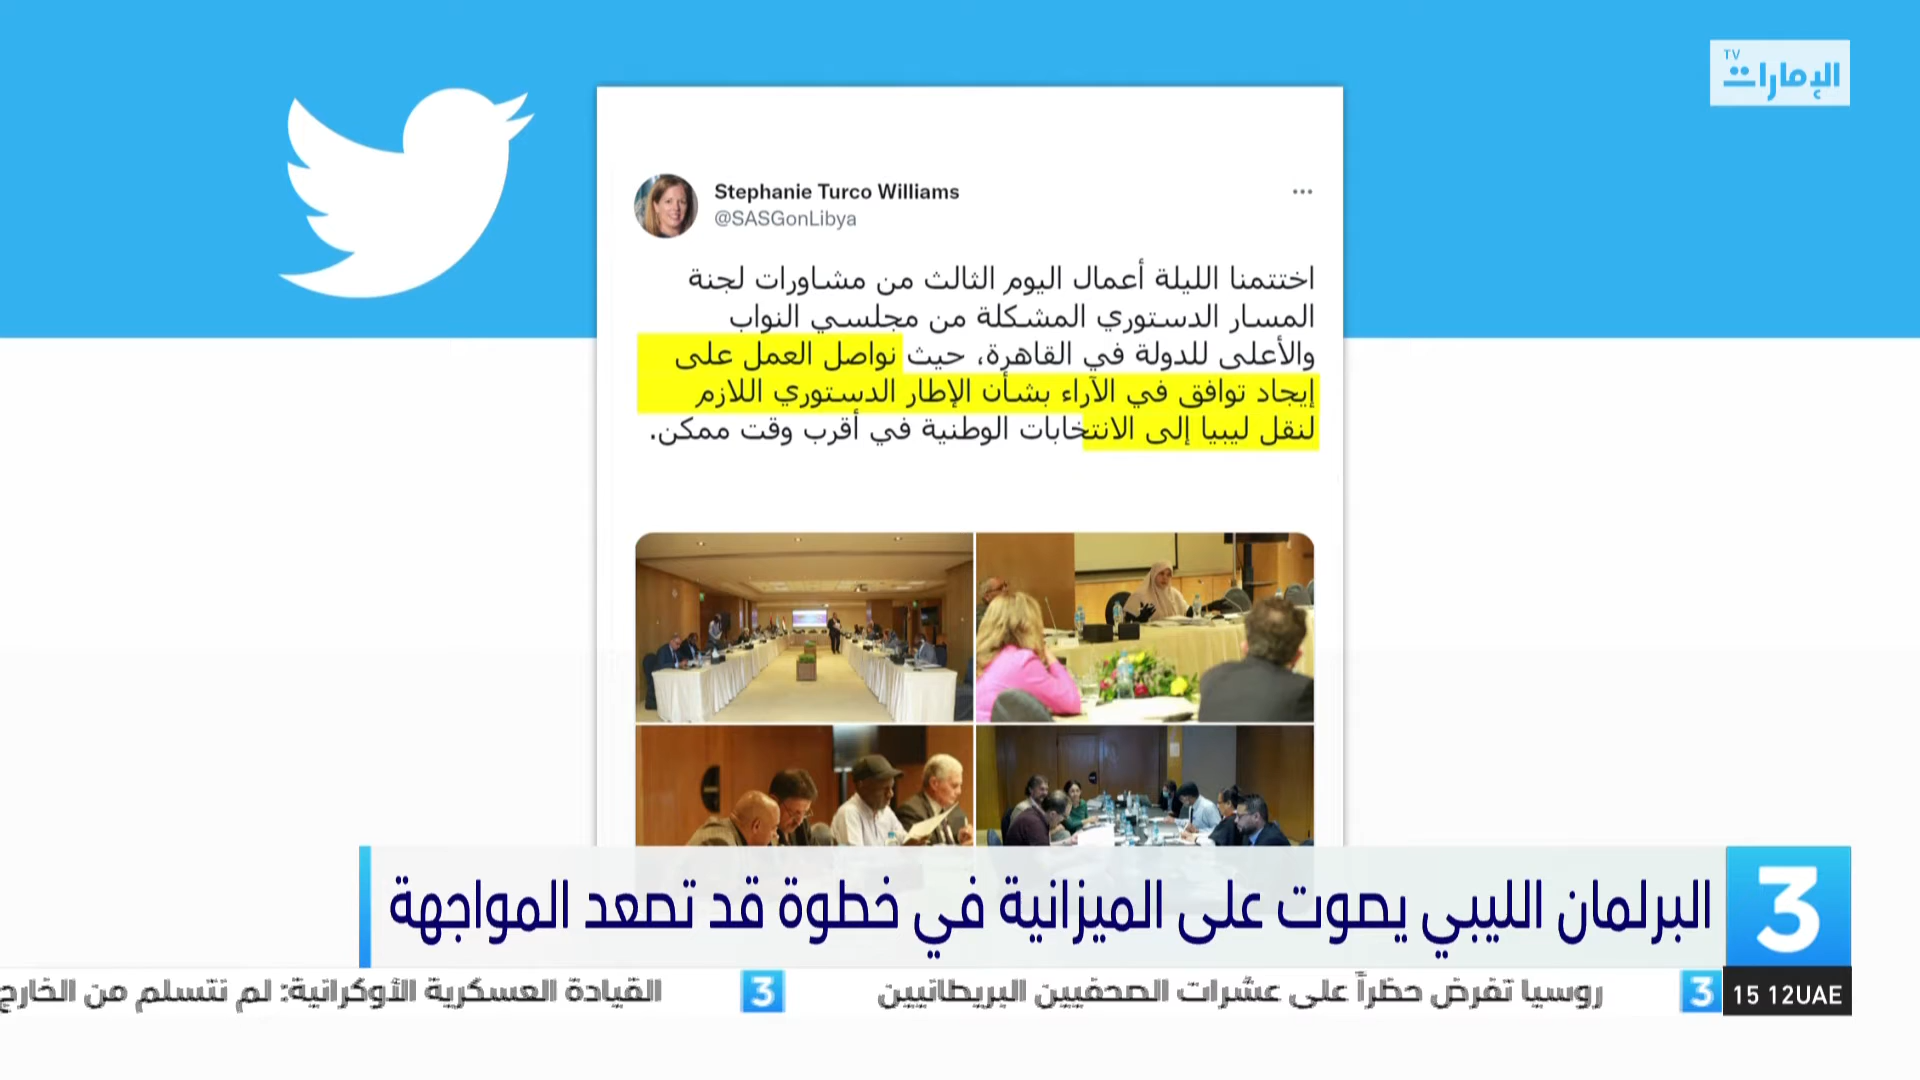 TV
الإمارات
Stephanie Turco Williams
@SASGonLibya
اختتمنا الليلة أعمال اليوم الثالث من مشاورات لجنة
المسار الدستوري المشكلة من مجلسي النواب
والأعلى للدولة في القاهرة، حيث نواصل العمل على
إيجاد توافق في الآراء بشأن الإطار الدستوري اللازم
لنقل ليبيا إلى الانتخابات الوطنية في أقرب وقت ممكن.
3
البرلمان الليبي يصوت على الميزانية في خطوة قد تصعد المواجهة
15 12UAE
3 روسيا تفرض حظراً على عشرات الصحفيين البريطانيين 3 القيادة العسكرية الأوكرانية: لم نتسلم من الخارج